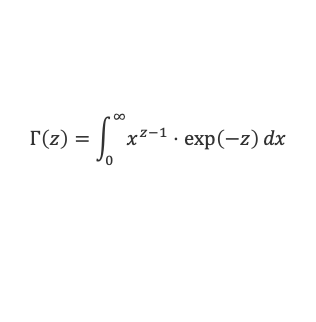 Γ(z) = ∫₀^∞ x^{z−1} · exp(−z) dx